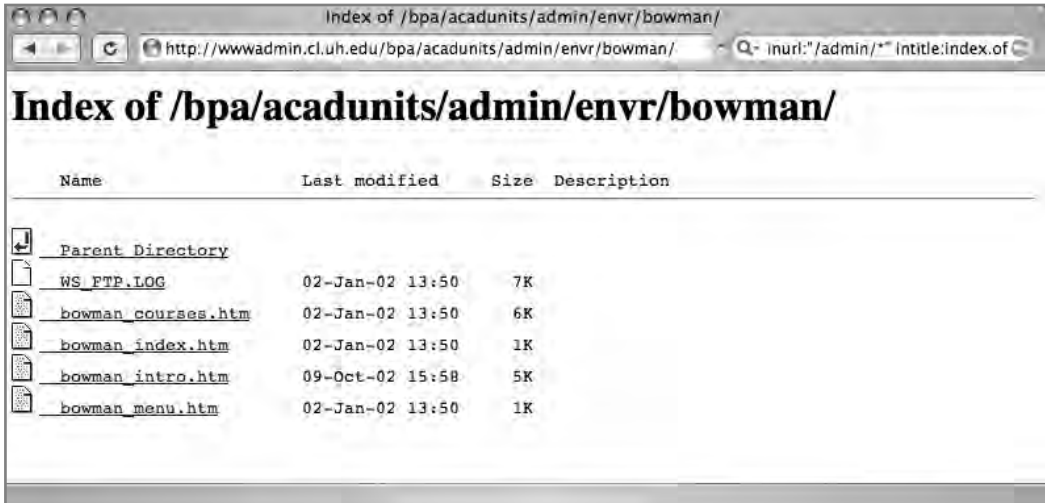 Index of /bpa/acadunits/admin/envr/bowman/
http://wwwadmin.cl.uh.edu/bpa/acadunits/admin/envr/bowman/ inurl:"/admin/*" intitle:index.of
Index of /bpa/acadunits/admin/envr/bowman/
Name Last modified Size Description
Parent Directory
WS_FTP.LOG 02-Jan-02 13:50 7K
bowman_courses.htm 02-Jan-02 13:50 6K
bowman_index.htm 02-Jan-02 13:50 1K
bowman_intro.htm 09-Oct-02 15:58 5K
bowman_menu.htm 02-Jan-02 13:50 1K